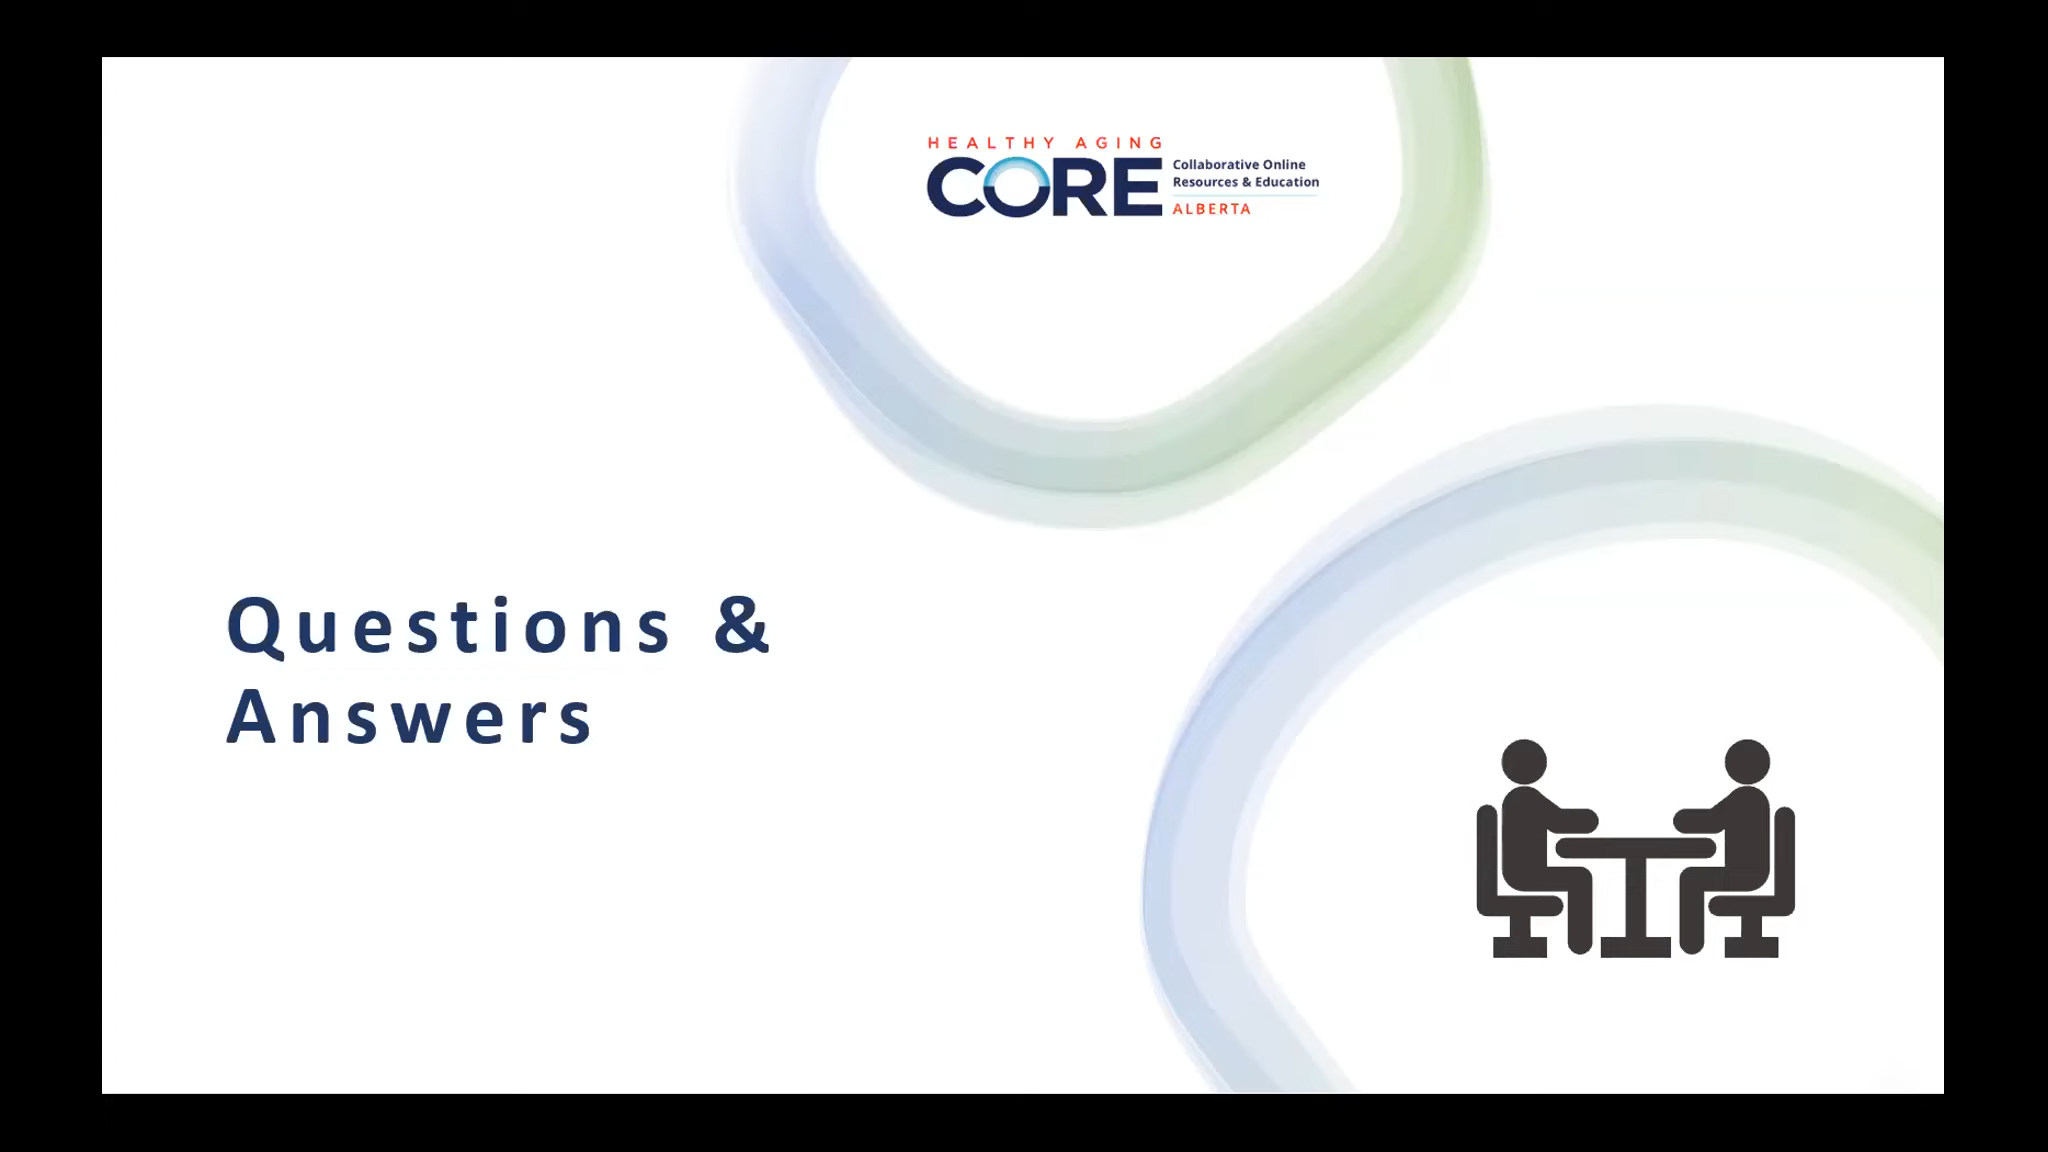 HEALTHY AGING
CORE
Collaborative Online
Resources & Education
ALBERTA
Questions &
Answers